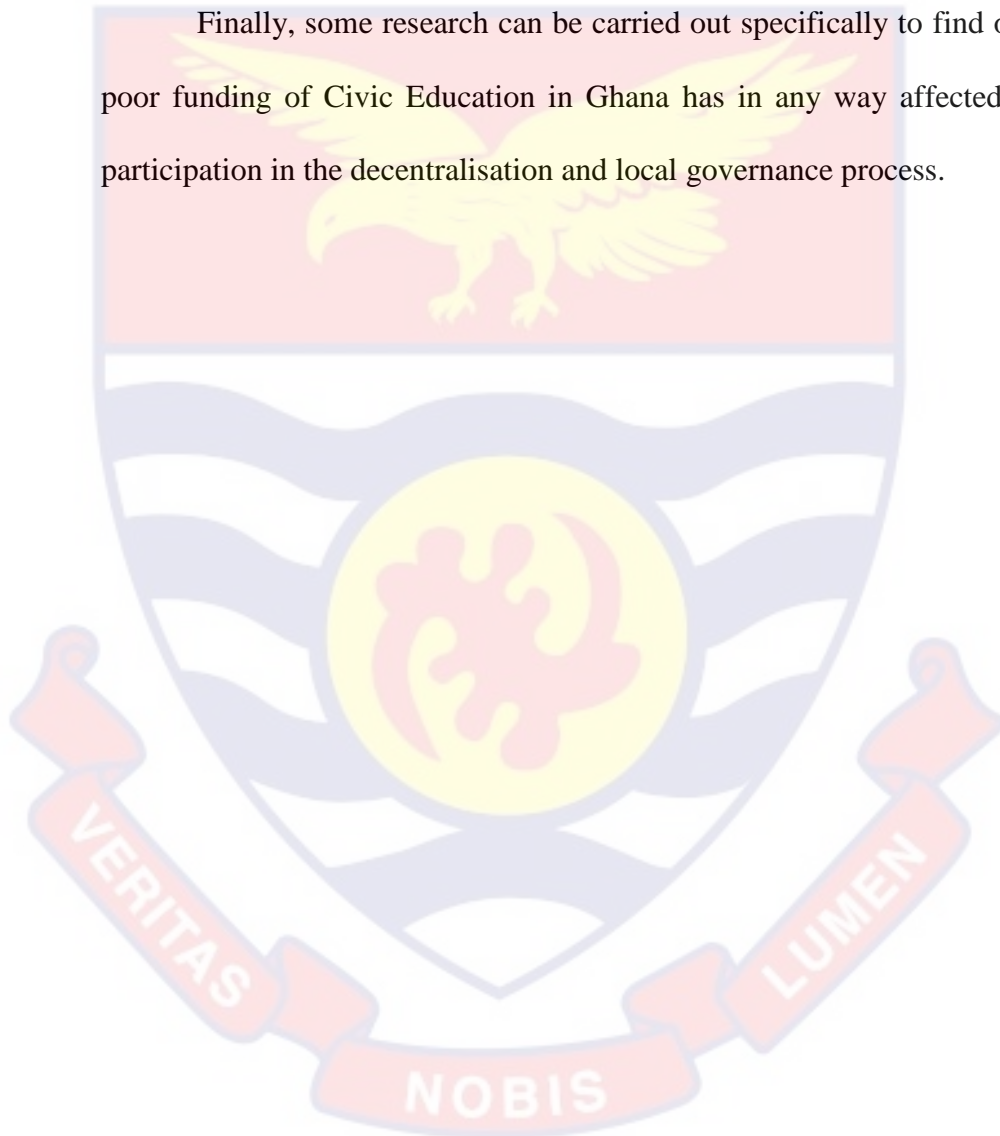 Finally, some research can be carried out specifically to find
poor funding of Civic Education in Ghana has in any way affected
participation in the decentralisation and local governance process.
VERITAS
NOBIS
LUMEN